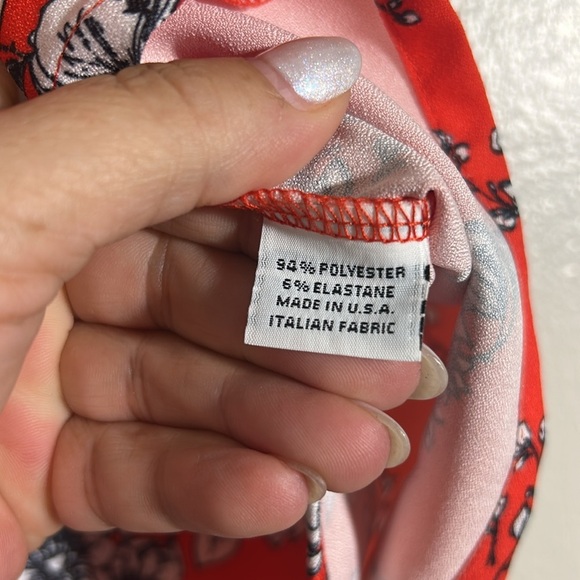 94% POLYESTER
6% ELASTANE
MADE IN U.S.A.
ITALIAN FABRIC